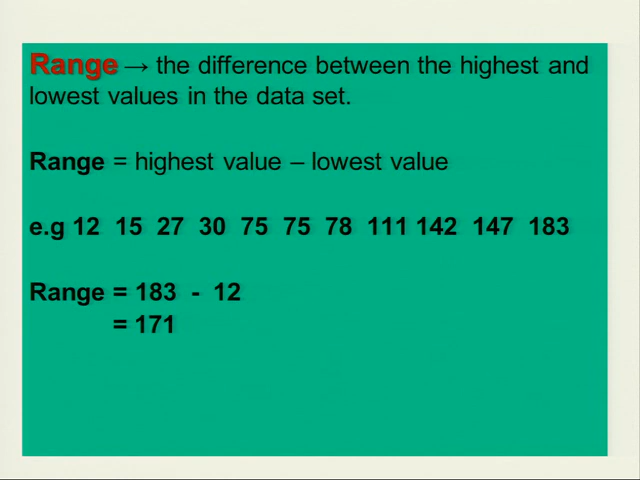 Range → the difference between the highest and
lowest values in the data set.
Range = highest value – lowest value
e.g 12 15 27 30 75 75 78 111 142 147 183
Range = 183 - 12
= 171